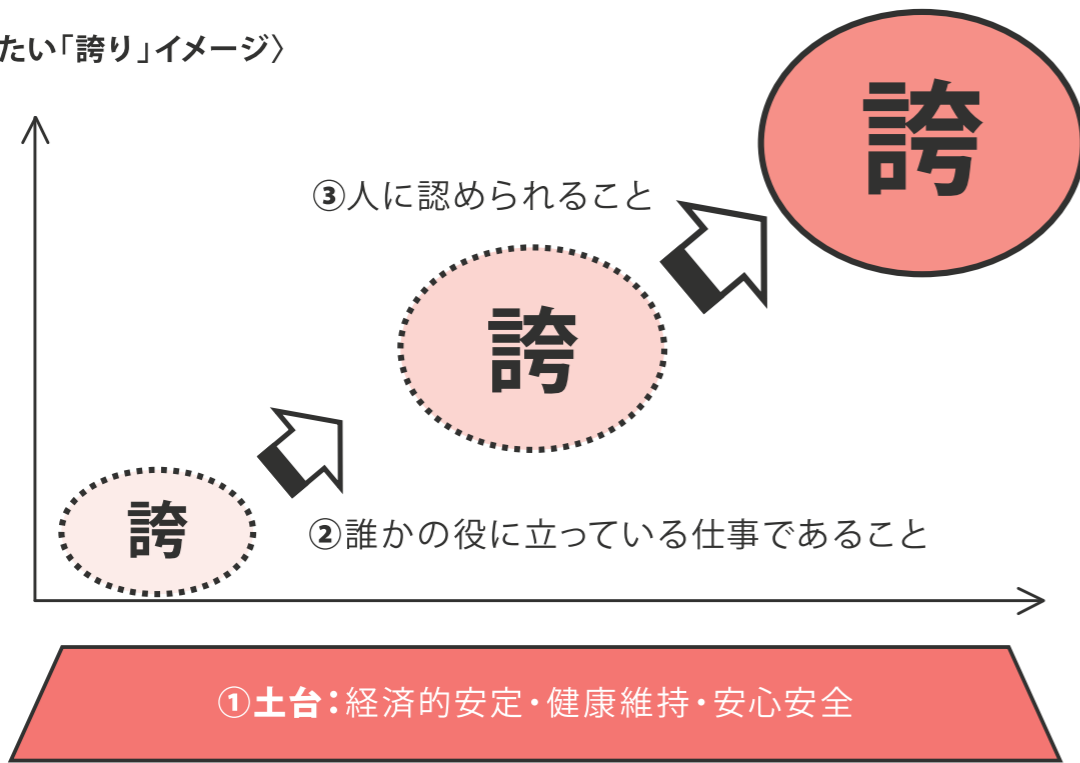 たい「誇り」イメージ〉
誇
③人に認められること
誇
誇
②誰かの役に立っている仕事であること
①土台：経済的安定・健康維持・安心安全